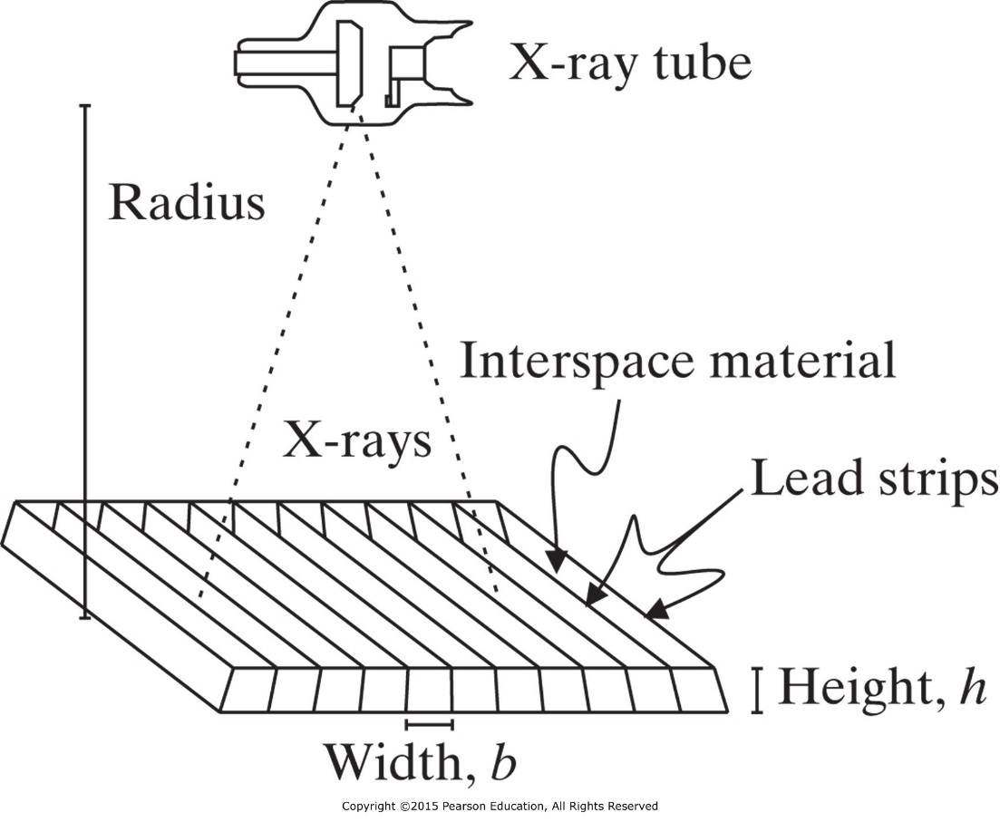 X-ray tube
Radius
Interspace material
X-rays
Lead strips
Height, h
Width, b
Copyright ©2015 Pearson Education, All Rights Reserved